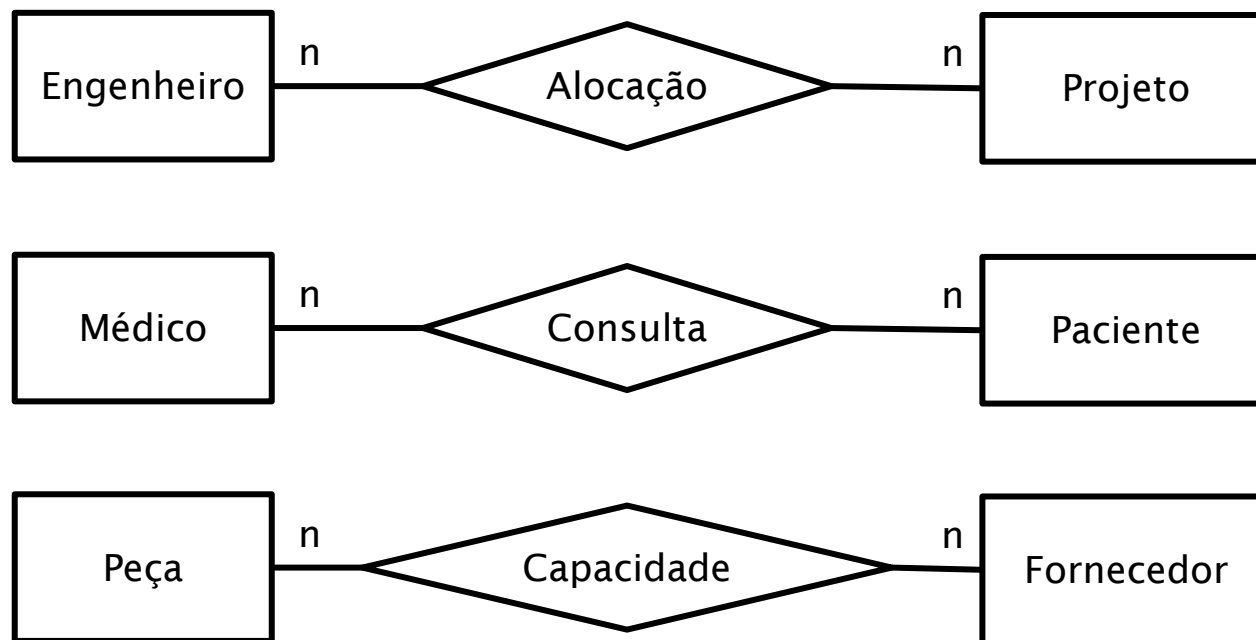 n n
Engenheiro Alocação Projeto
n n
Médico Consulta Paciente
n n
Peça Capacidade Fornecedor